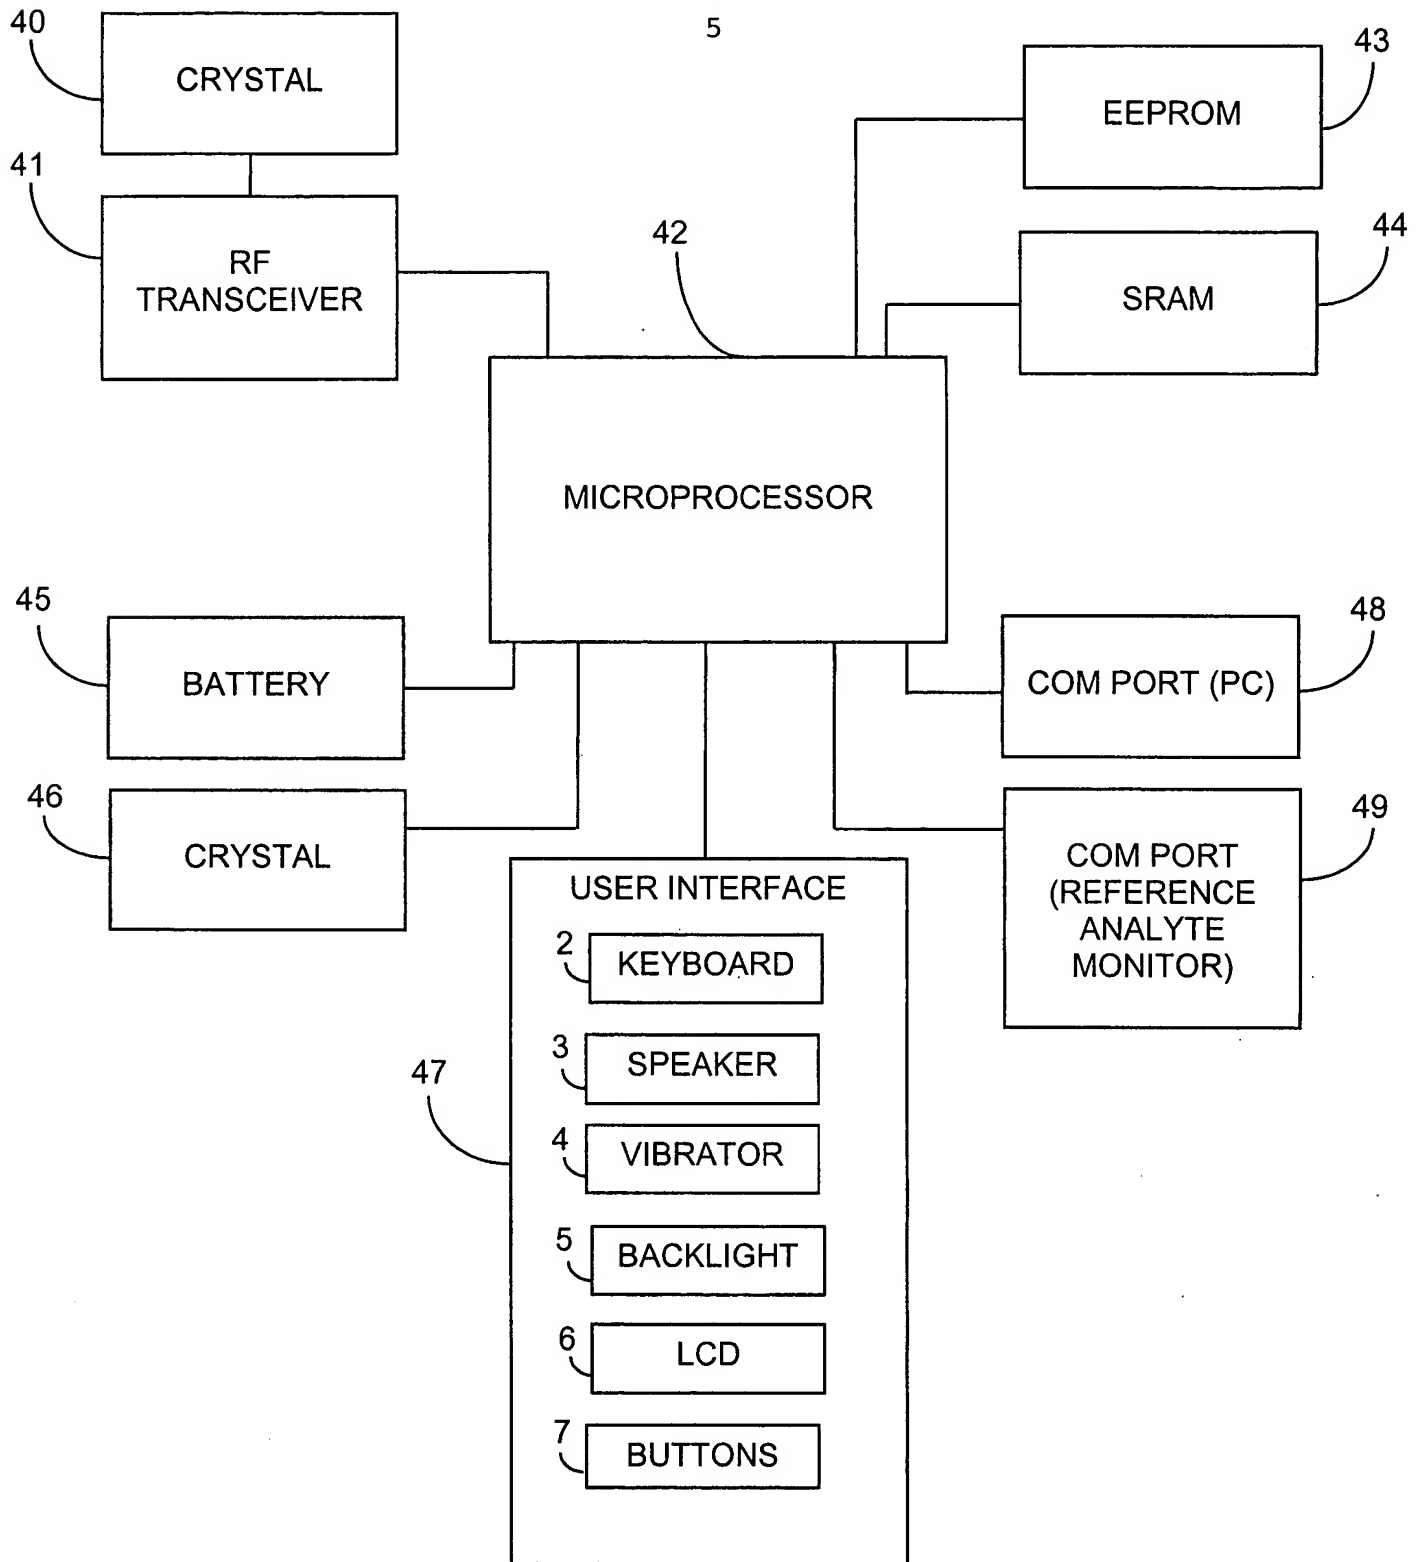 5
40
CRYSTAL
41
RF
TRANSCEIVER
42
43
EEPROM
44
SRAM
MICROPROCESSOR
45
BATTERY
46
CRYSTAL
48
COM PORT (PC)
49
COM PORT
(REFERENCE
ANALYTE
MONITOR)
47
USER INTERFACE
2
KEYBOARD
3
SPEAKER
4
VIBRATOR
5
BACKLIGHT
6
LCD
7
BUTTONS